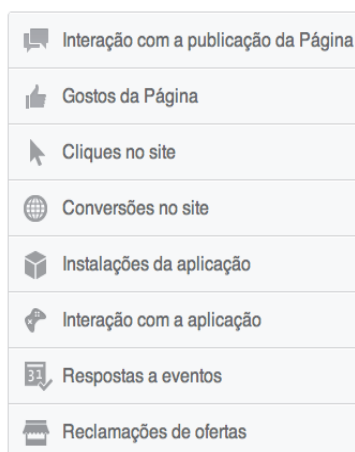 Interação com a publicação da Página
Gostos da Página
Cliques no site
Conversões no site
Instalações da aplicação
Interação com a aplicação
31
Respostas a eventos
Reclamações de ofertas